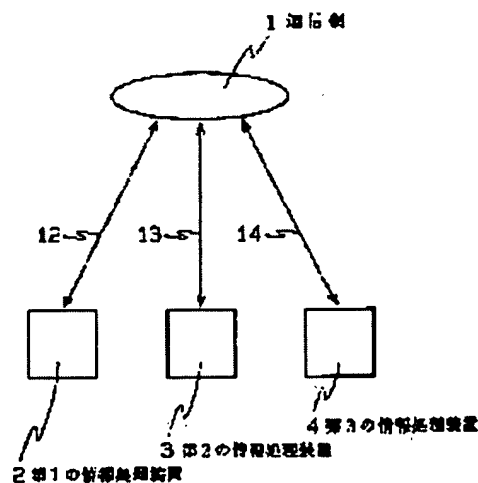 1 通信網
12
13
14
4 第3の情報処理装置
3 第2の情報処理装置
2 第1の情報処理装置